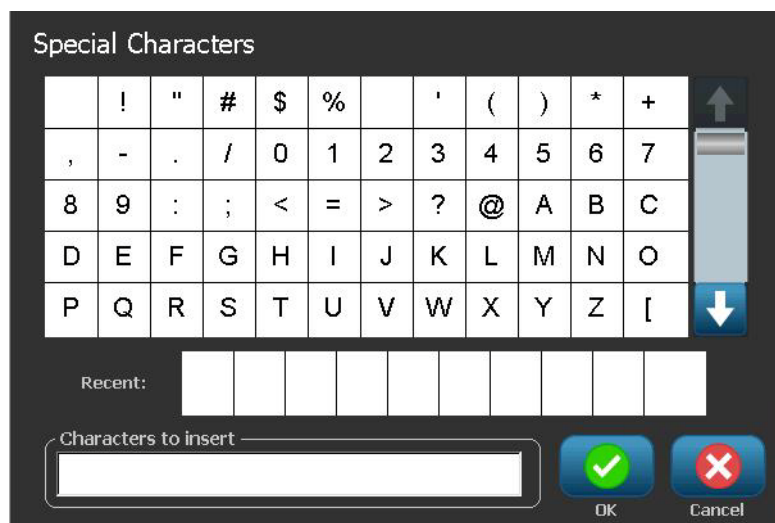 Special Characters
! " # $ % ' ( ) * +
, - . / 0 1 2 3 4 5 6 7
8 9 : ; < = > ? @ A B C
D E F G H I J K L M N O
P Q R S T U V W X Y Z [
Recent:
Characters to insert
OK Cancel